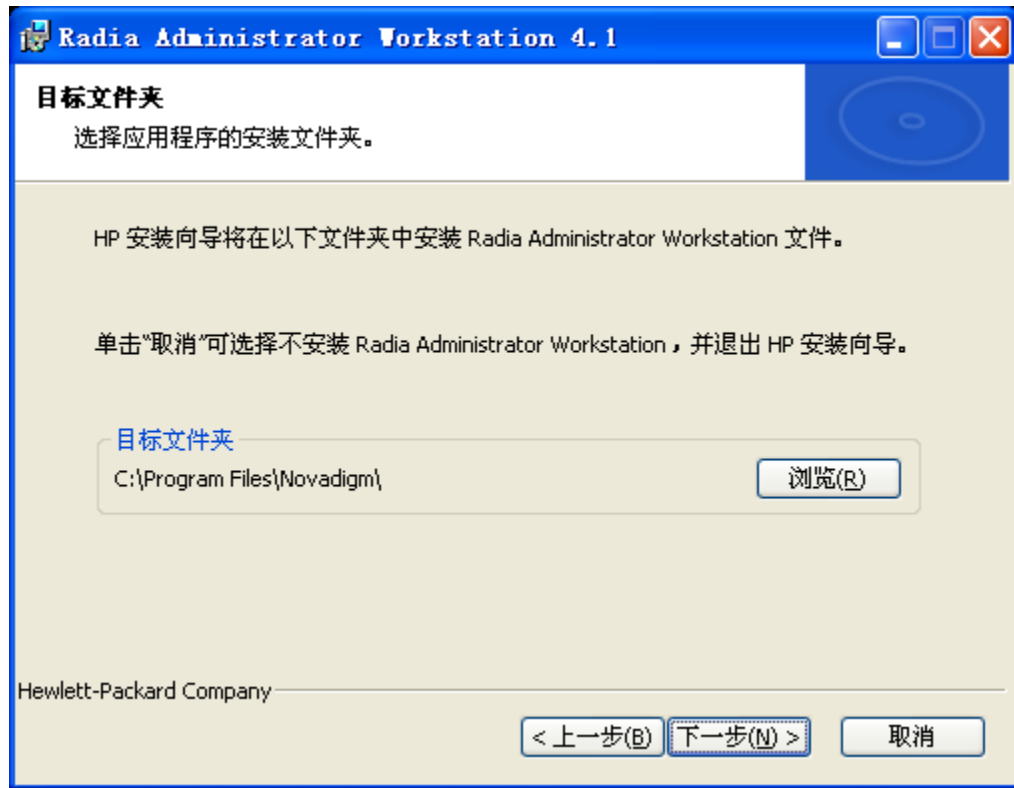 Radia Administrator Workstation 4.1
目标文件夹
选择应用程序的安装文件夹。
HP 安装向导将在以下文件夹中安装 Radia Administrator Workstation 文件。
单击“取消”可选择不安装 Radia Administrator Workstation，并退出 HP 安装向导。
目标文件夹
C:\Program Files\Novadigm\
浏览(R)
Hewlett-Packard Company
< 上一步(B) 下一步(N) > 取消